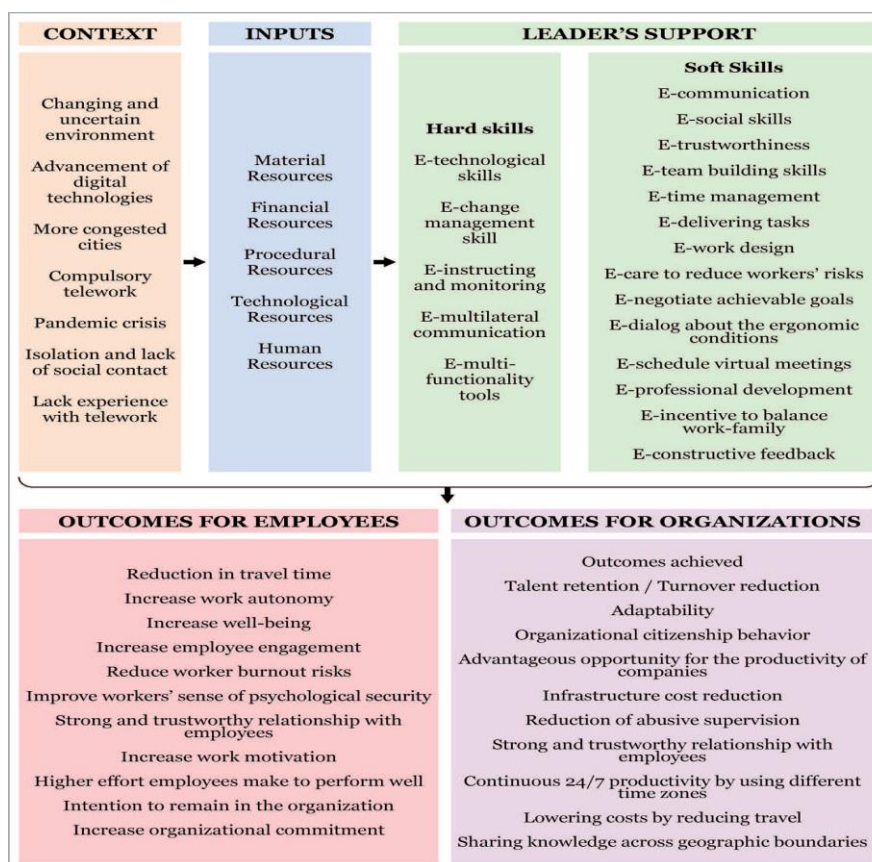 CONTEXT
Changing and
uncertain
environment
Advancement of
digital
technologies
More congested
cities
Compulsory
telework
Pandemic crisis
Isolation and lack
of social contact
Lack experience
with telework
INPUTS
Material
Resources
Financial
Resources
Procedural
Resources
Technological
Resources
Human
Resources
LEADER'S SUPPORT
Hard skills
E-technological
skills
E-change
management
skill
E-instructing
and monitoring
E-multilateral
communication
E-multi-
functionality
tools
Soft Skills
E-communication
E-social skills
E-trustworthiness
E-team building skills
E-time management
E-delivering tasks
E-work design
E-care to reduce workers' risks
E-negotiate achievable goals
E-dialog about the ergonomic
conditions
E-schedule virtual meetings
E-professional development
E-incentive to balance
work-family
E-constructive feedback
OUTCOMES FOR EMPLOYEES
Reduction in travel time
Increase work autonomy
Increase well-being
Increase employee engagement
Reduce worker burnout risks
Improve workers' sense of psychological security
Strong and trustworthy relationship with
employees
Increase work motivation
Higher effort employees make to perform well
Intention to remain in the organization
Increase organizational commitment
OUTCOMES FOR ORGANIZATIONS
Outcomes achieved
Talent retention / Turnover reduction
Adaptability
Organizational citizenship behavior
Advantageous opportunity for the productivity of
companies
Infrastructure cost reduction
Reduction of abusive supervision
Strong and trustworthy relationship with
employees
Continuous 24/7 productivity by using different
time zones
Lowering costs by reducing travel
Sharing knowledge across geographic boundaries